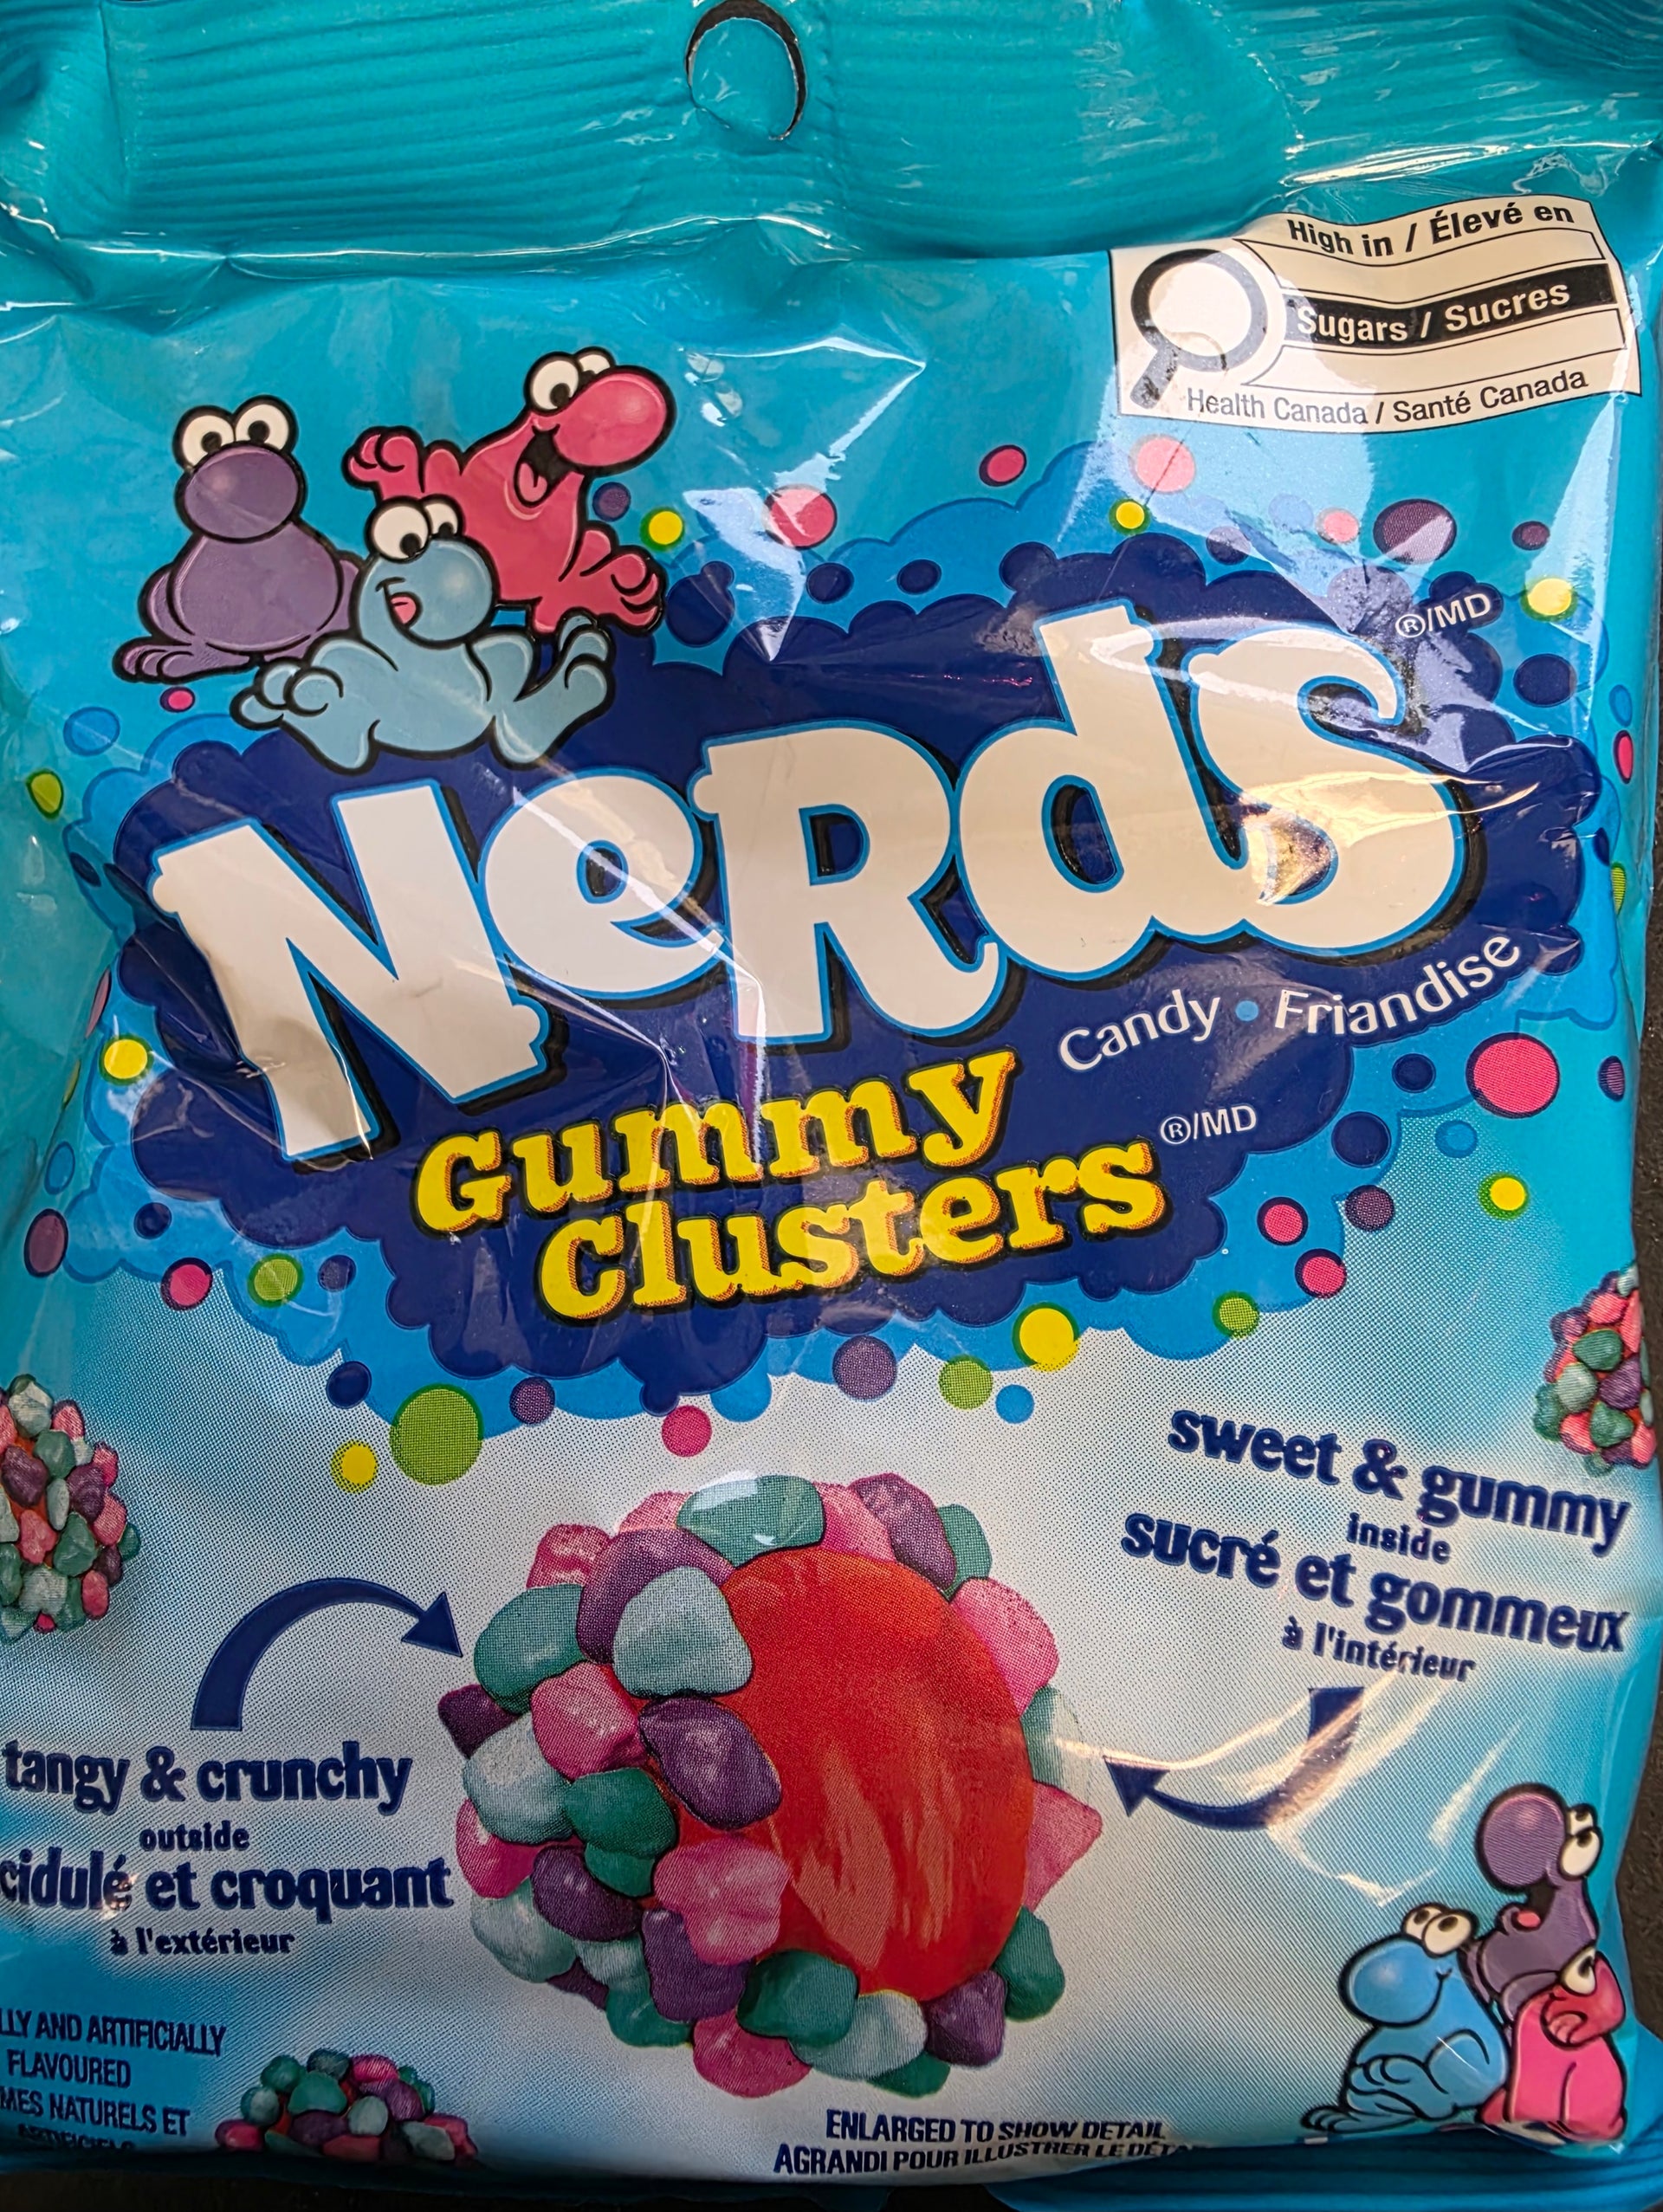 High in / Élevé en
Sugars / Sucres
Health Canada / Santé Canada
Nerds ®/MD
Candy • Friandise
Gummy
Clusters ®/MD
sweet & gummy
inside
sucré et gommeux
à l'intérieur
tangy & crunchy
outside
cidulé et croquant
à l'extérieur
LLY AND ARTIFICIALLY
FLAVOURED
MES NATURELS ET
ENLARGED TO SHOW DETAIL
AGRANDI POUR ILLUSTRER LE DÉTA